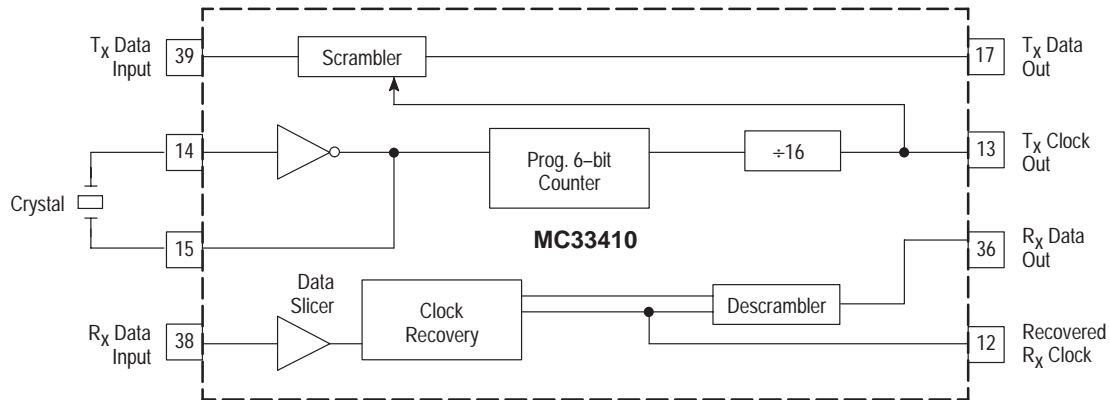 Tx Data
Input
39
Scrambler
17
Tx Data
Out
14
Prog. 6–bit
Counter
÷16
13
Tx Clock
Out
Crystal
15
MC33410
36
Rx Data
Out
Data
Slicer
Clock
Recovery
Descrambler
Rx Data
Input
38
12
Recovered
Rx Clock